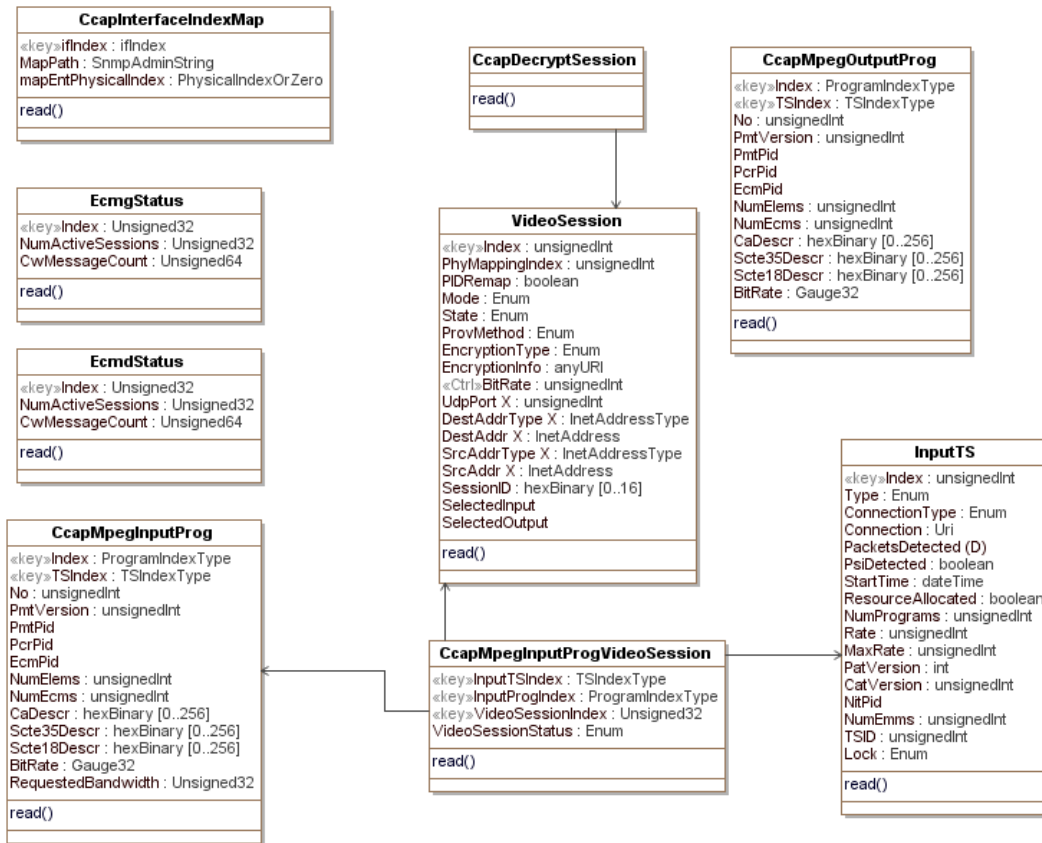 CcapInterfaceIndexMap
«key»ifIndex : ifIndex
MapPath : SnmpAdminString
mapEntPhysicalIndex : PhysicalIndexOrZero
read()
CcapDecryptSession
read()
CcapMpegOutputProg
«key»Index : ProgramIndexType
«key»TSIndex : TSIndexType
No : unsignedInt
PmtVersion : unsignedInt
PmtPid
PcrPid
EcmPid
NumElems : unsignedInt
NumEcms : unsignedInt
CaDescr : hexBinary [0..256]
Scte35Descr : hexBinary [0..256]
Scte18Descr : hexBinary [0..256]
BitRate : Gauge32
read()
EcmgStatus
«key»Index : Unsigned32
NumActiveSessions : Unsigned32
CwMessageCount : Unsigned64
read()
VideoSession
«key»Index : unsignedInt
PhyMappingIndex : unsignedInt
PIDRemap : boolean
Mode : Enum
State : Enum
ProvMethod : Enum
EncryptionType : Enum
EncryptionInfo : anyURI
«Ctrl»BitRate : unsignedInt
UdpPort X : unsignedInt
DestAddrType X : InetAddressType
DestAddr X : InetAddress
SrcAddrType X : InetAddressType
SrcAddr X : InetAddress
SessionID : hexBinary [0..16]
SelectedInput
SelectedOutput
read()
EcmdStatus
«key»Index : Unsigned32
NumActiveSessions : Unsigned32
CwMessageCount : Unsigned64
read()
InputTS
«key»Index : unsignedInt
Type : Enum
ConnectionType : Enum
Connection : Uri
PacketsDetected (D)
PsiDetected : boolean
StartTime : dateTime
ResourceAllocated : boolean
NumPrograms : unsignedInt
Rate : unsignedInt
MaxRate : unsignedInt
PatVersion : int
CatVersion : unsignedInt
NitPid
NumEmms : unsignedInt
TSID : unsignedInt
Lock : Enum
read()
CcapMpegInputProg
«key»Index : ProgramIndexType
«key»TSIndex : TSIndexType
No : unsignedInt
PmtVersion : unsignedInt
PmtPid
PcrPid
EcmPid
NumElems : unsignedInt
NumEcms : unsignedInt
CaDescr : hexBinary [0..256]
Scte35Descr : hexBinary [0..256]
Scte18Descr : hexBinary [0..256]
BitRate : Gauge32
RequestedBandwidth : Unsigned32
read()
CcapMpegInputProgVideoSession
«key»InputTSIndex : TSIndexType
«key»InputProgIndex : ProgramIndexType
«key»VideoSessionIndex : Unsigned32
VideoSessionStatus : Enum
read()